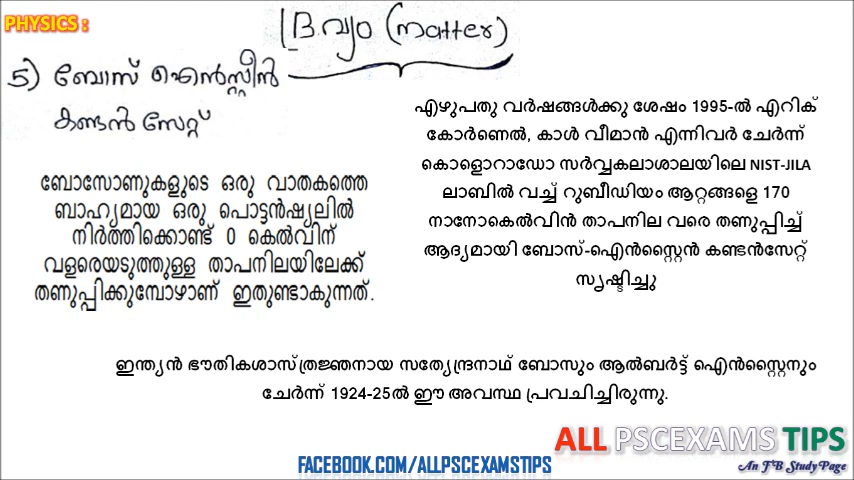 PHYSICS :
ദ്രവ്യം (matter)
5) ബോസ് ഐൻസ്റ്റീൻ
കണ്ടൻസേറ്റ്
ബോസോണുകളുടെ ഒരു വാതകത്തെ
ബാഹ്യമായ ഒരു പൊട്ടൻഷ്യലിൽ
നിർത്തിക്കൊണ്ട് 0 കെൽവിന്
വളരെയടുത്തുള്ള താപനിലയിലേക്ക്
തണുപ്പിക്കുമ്പോഴാണ് ഇതുണ്ടാകുന്നത്.
എഴുപതു വർഷങ്ങൾക്കു ശേഷം 1995-ൽ എറിക്
കോർണെൽ, കാൾ വീമാൻ എന്നിവർ ചേർന്ന്
കൊളൊറാഡോ സർവ്വകലാശാലയിലെ NIST-JILA
ലാബിൽ വച്ച് റുബീഡിയം ആറ്റങ്ങളെ 170
നാനോകെൽവിൻ താപനില വരെ തണുപ്പിച്ച്
ആദ്യമായി ബോസ്-ഐൻസ്റ്റൈൻ കണ്ടൻസേറ്റ്
സൃഷ്ടിച്ചു
ഇന്ത്യൻ ഭൗതികശാസ്ത്രജ്ഞനായ സത്യേന്ദ്രനാഥ് ബോസും ആൽബർട്ട് ഐൻസ്റ്റൈനും
ചേർന്ന് 1924-25ൽ ഈ അവസ്ഥ പ്രവചിച്ചിരുന്നു.
ALL PSCEXAMS TIPS
FACEBOOK.COM/ALLPSCEXAMSTIPS
An FB StudyPage